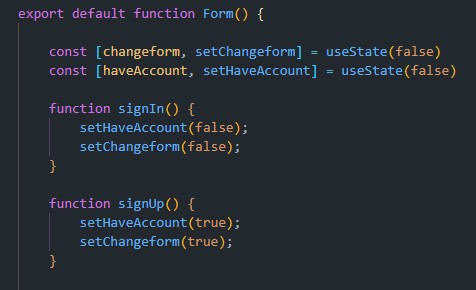 export default function Form() {
const [changeform, setChangeform] = useState(false)
const [haveAccount, setHaveAccount] = useState(false)
function signIn() {
setHaveAccount(false);
setChangeform(false);
}
function signUp() {
setHaveAccount(true);
setChangeform(true);
}